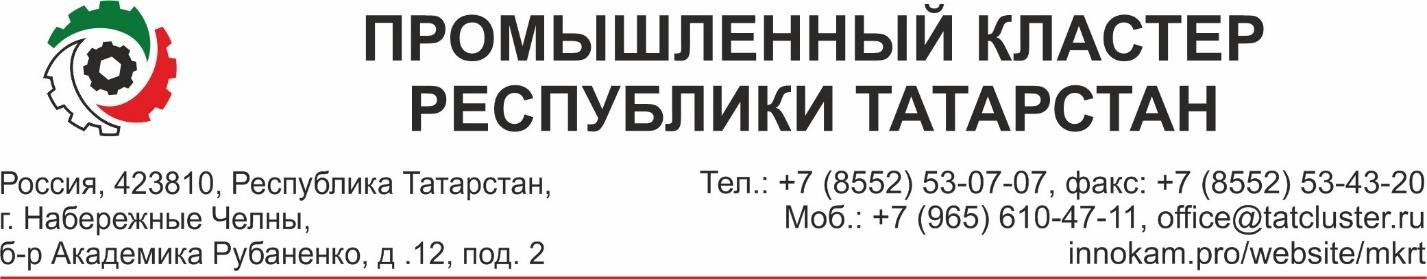 ПРОМЫШЛЕННЫЙ КЛАСТЕР
РЕСПУБЛИКИ ТАТАРСТАН
Россия, 423810, Республика Татарстан,
г. Набережные Челны,
б-р Академика Рубаненко, д .12, под. 2
Тел.: +7 (8552) 53-07-07, факс: +7 (8552) 53-43-20
Моб.: +7 (965) 610-47-11, office@tatcluster.ru
innokam.pro/website/mkrt